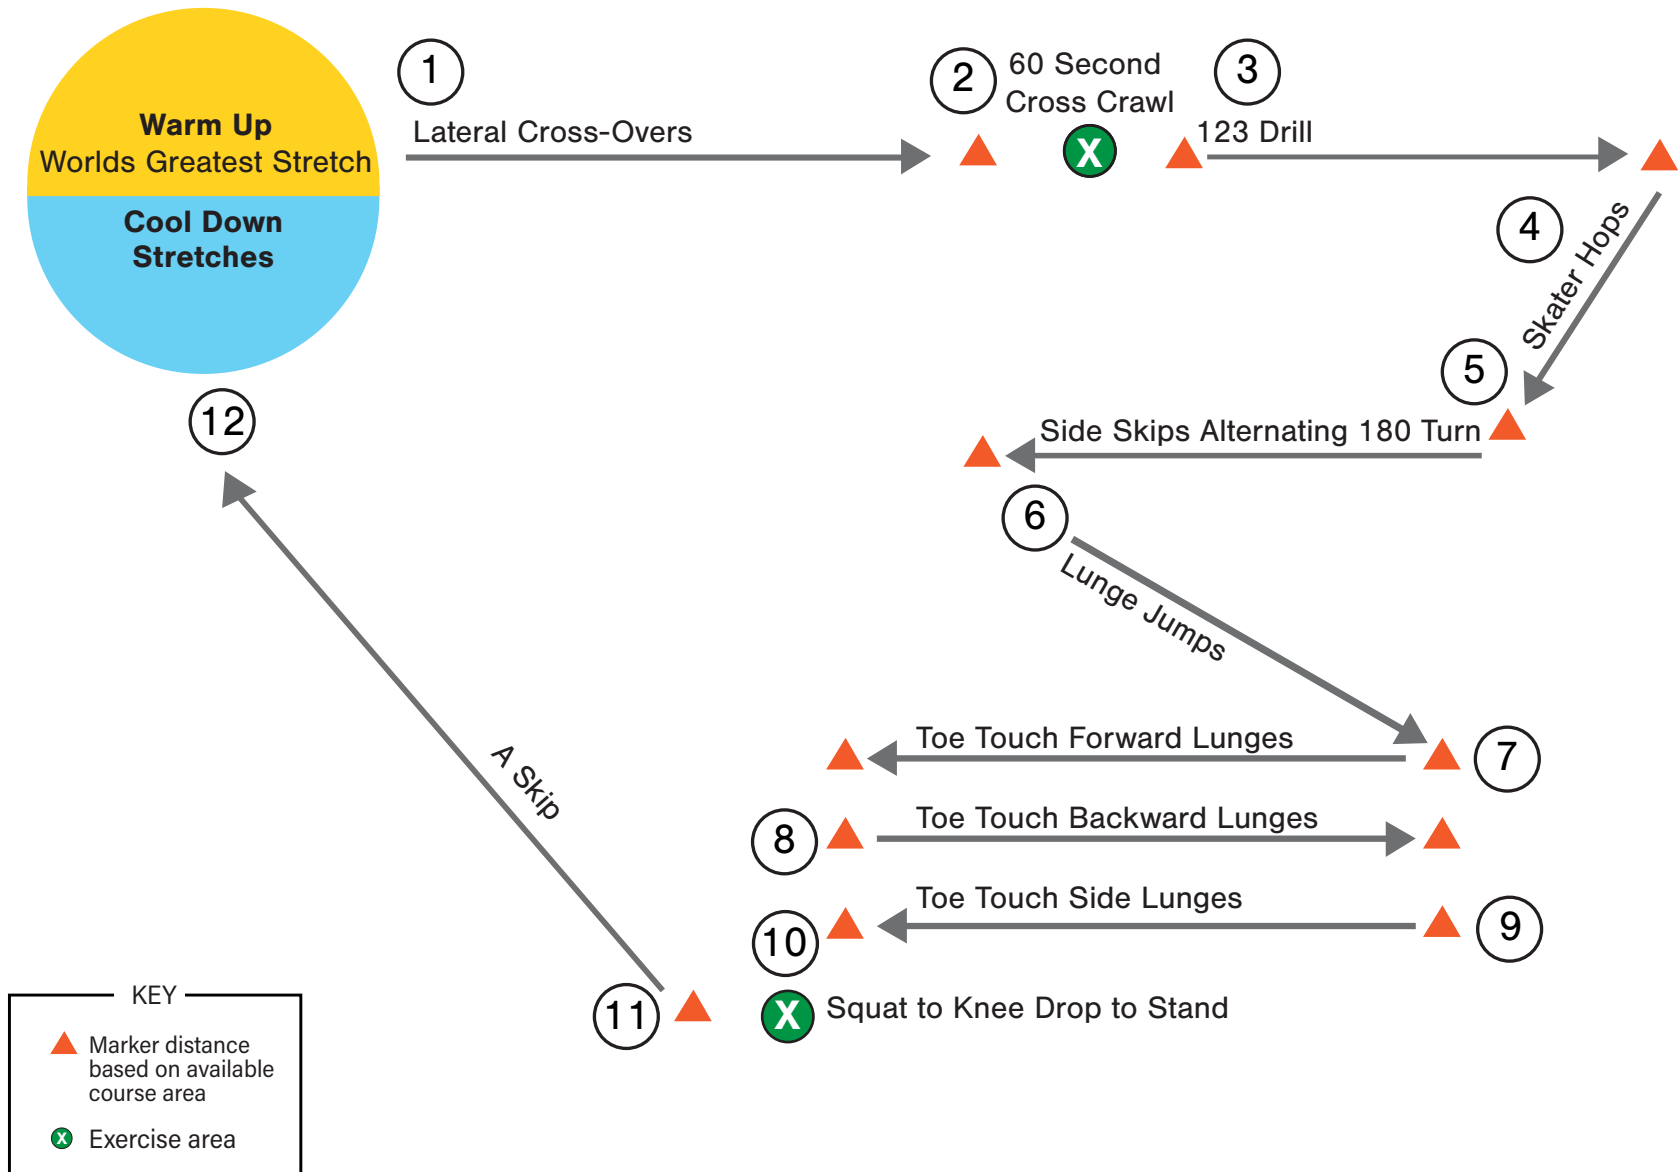 Warm Up
Worlds Greatest Stretch
Cool Down
Stretches
1
Lateral Cross-Overs
2
60 Second
Cross Crawl
X
3
123 Drill
4
Skater Hops
5
Side Skips Alternating 180 Turn
6
Lunge Jumps
7
Toe Touch Forward Lunges
8
Toe Touch Backward Lunges
9
Toe Touch Side Lunges
10
X
Squat to Knee Drop to Stand
11
A Skip
12
KEY
Marker distance
based on available
course area
X
Exercise area